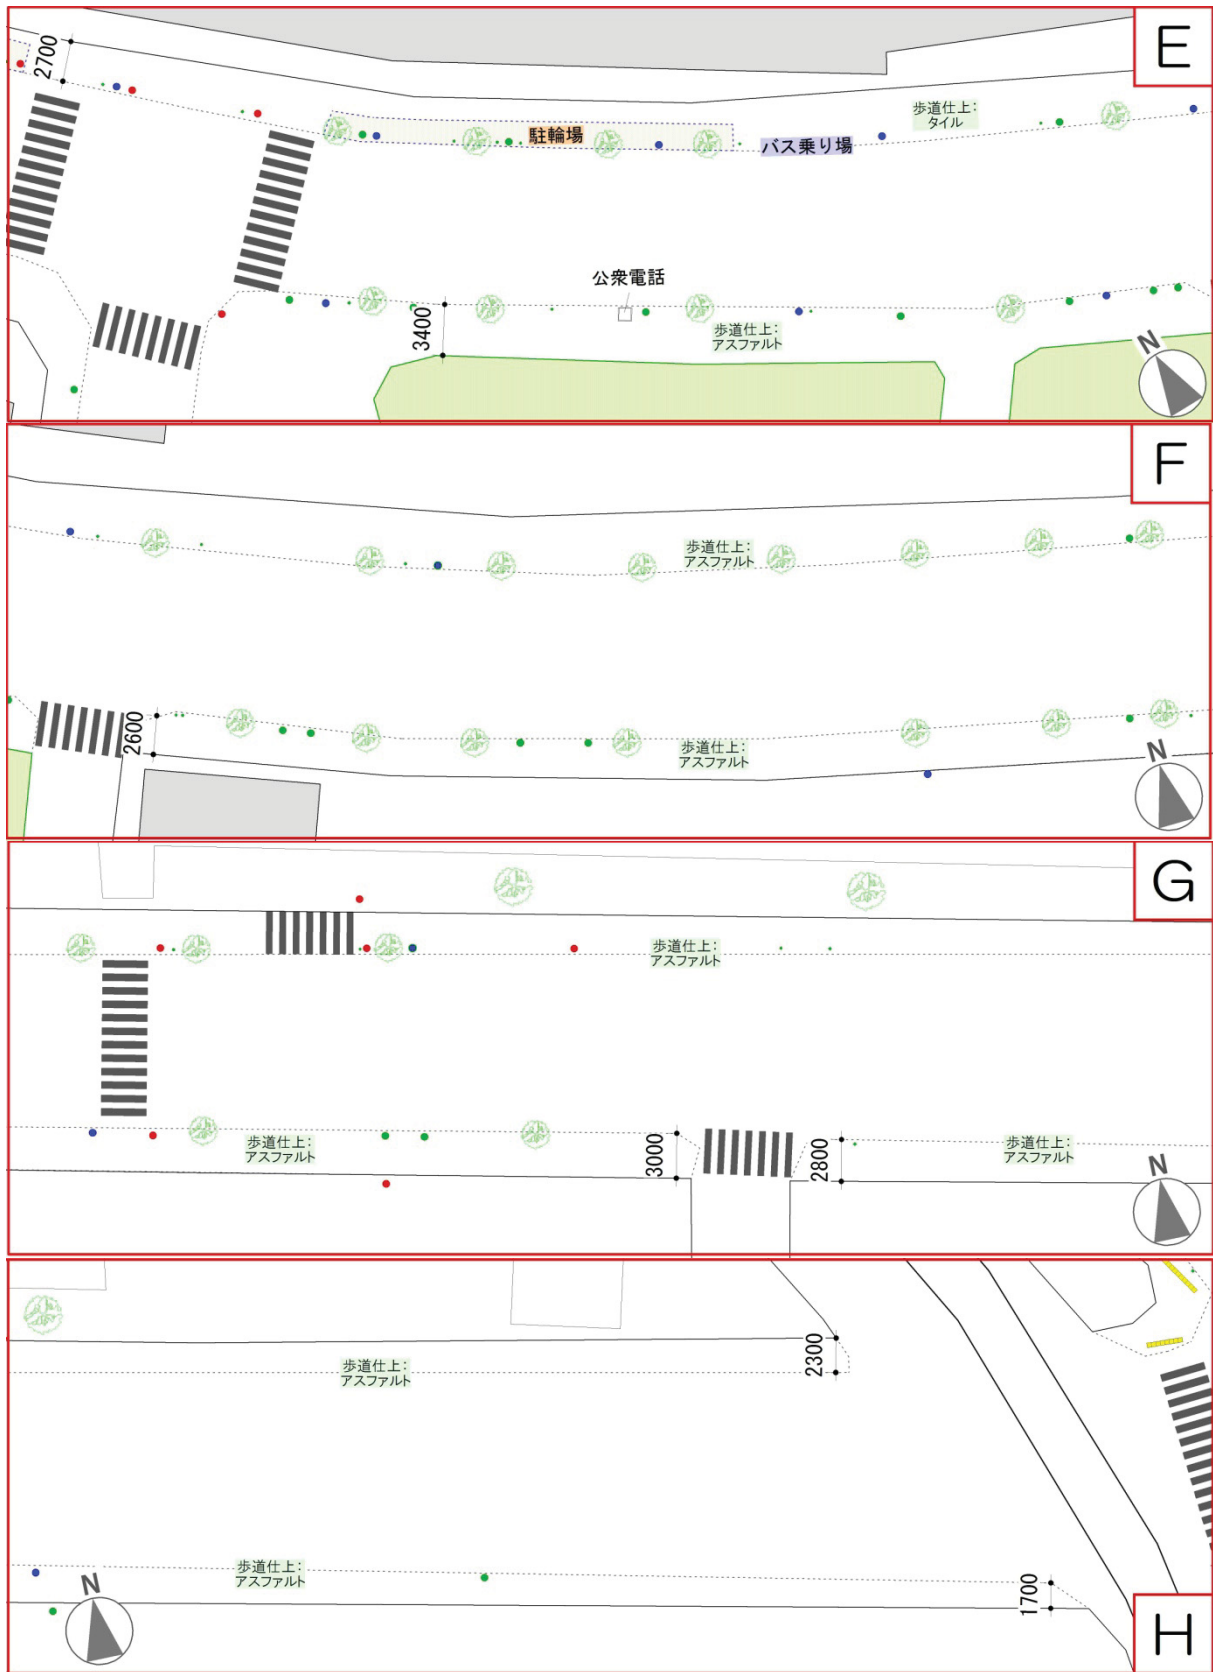 E
2700
歩道仕上:
タイル
駐輪場
バス乗り場
公衆電話
3400
歩道仕上:
アスファルト
N
F
歩道仕上:
アスファルト
2600
歩道仕上:
アスファルト
N
G
歩道仕上:
アスファルト
歩道仕上:
アスファルト
3000
2800
歩道仕上:
アスファルト
N
歩道仕上:
アスファルト
2300
歩道仕上:
アスファルト
N
1700
H